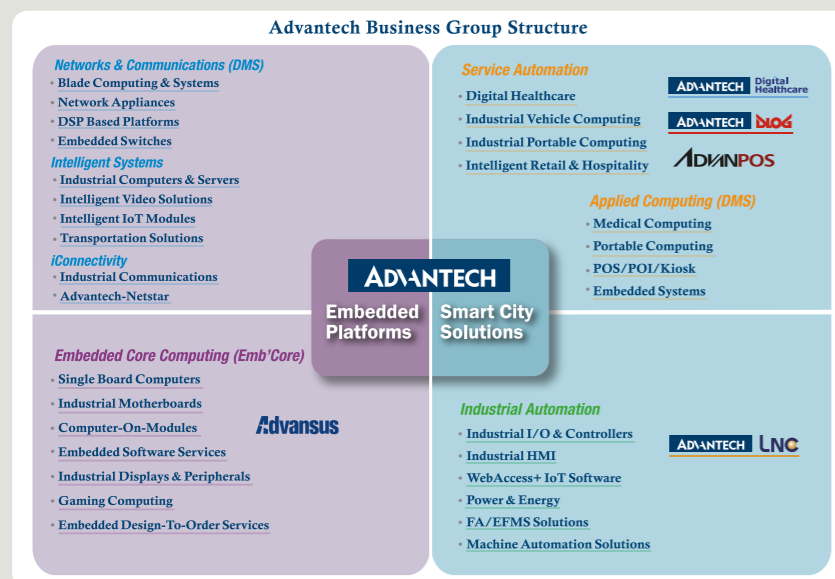 Advantech Business Group Structure
Networks & Communications (DMS)
Blade Computing & Systems
Network Appliances
DSP Based Platforms
Embedded Switches
Intelligent Systems
Industrial Computers & Servers
Intelligent Video Solutions
Intelligent IoT Modules
Transportation Solutions
iConnectivity
Industrial Communications
Advantech-Netstar
Service Automation
Digital Healthcare
Industrial Vehicle Computing
Industrial Portable Computing
Intelligent Retail & Hospitality
ADVANTECH Digital Healthcare
ADVANTECH DLOG
ADVANPOS
Applied Computing (DMS)
Medical Computing
Portable Computing
POS/POI/Kiosk
Embedded Systems
ADVANTECH
Embedded
Platforms
Smart City
Solutions
Embedded Core Computing (Emb'Core)
Single Board Computers
Industrial Motherboards
Computer-On-Modules
Embedded Software Services
Industrial Displays & Peripherals
Gaming Computing
Embedded Design-To-Order Services
Advansus
Industrial Automation
Industrial I/O & Controllers
Industrial HMI
WebAccess+ IoT Software
Power & Energy
FA/EFMS Solutions
Machine Automation Solutions
ADVANTECH LNC